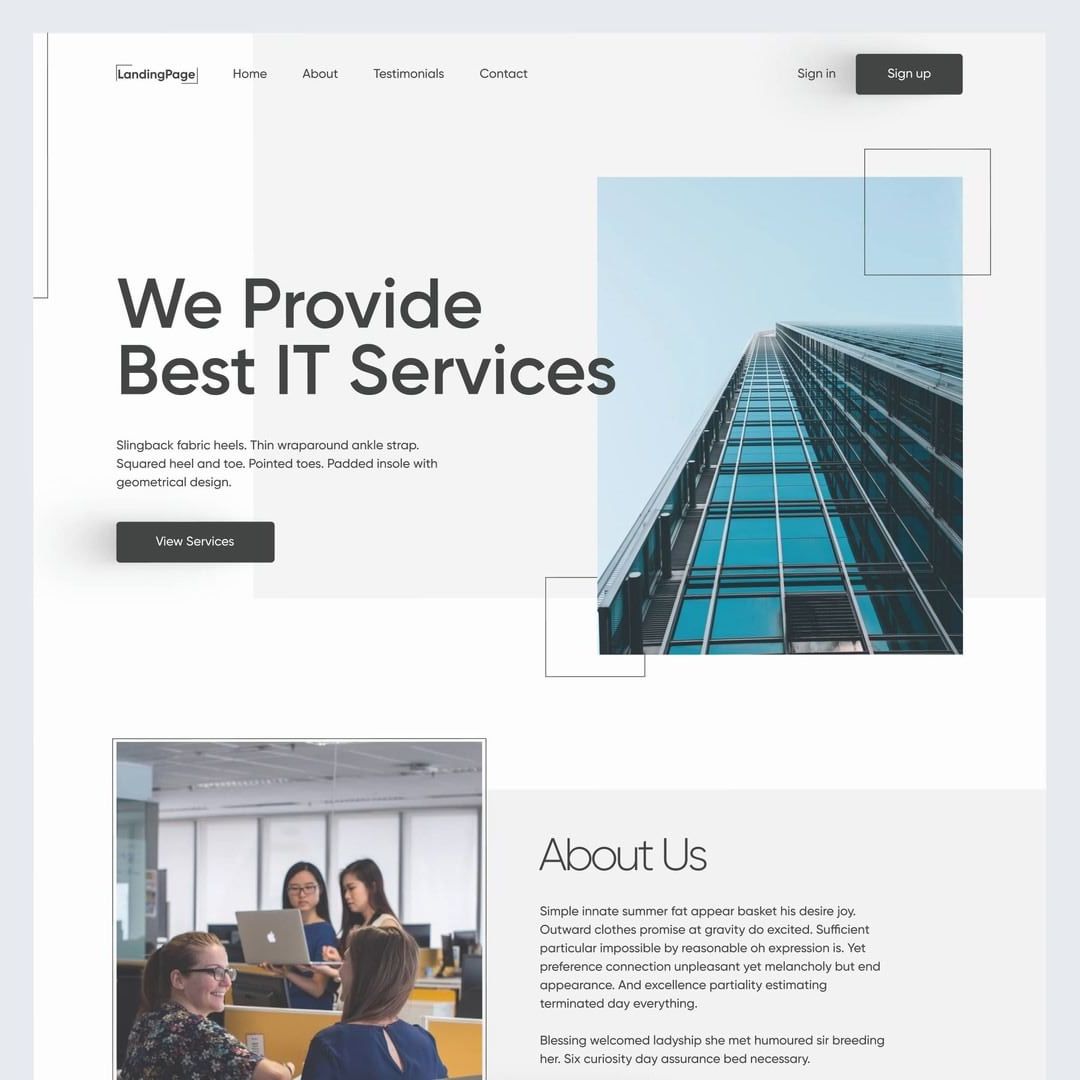 LandingPage
Home
About
Testimonials
Contact
Sign in
Sign up
We Provide
Best IT Services
Slingback fabric heels. Thin wraparound ankle strap.
Squared heel and toe. Pointed toes. Padded insole with
geometrical design.
View Services
About Us
Simple innate summer fat appear basket his desire joy.
Outward clothes promise at gravity do excited. Sufficient
particular impossible by reasonable oh expression is. Yet
preference connection unpleasant yet melancholy but end
appearance. And excellence partiality estimating
terminated day everything.
Blessing welcomed ladyship she met humoured sir breeding
her. Six curiosity day assurance bed necessary.